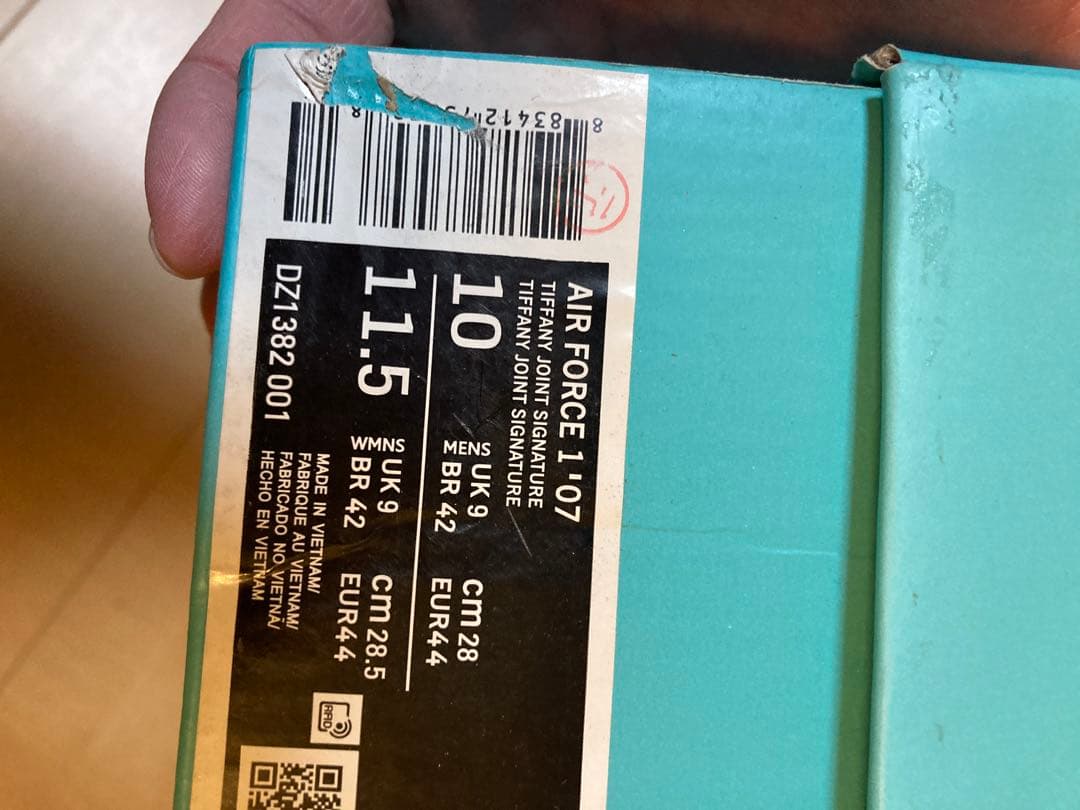 AIR FORCE 1 '07
TIFFANY JOINT SIGNATURE
TIFFANY JOINT SIGNATURE
10 MENS UK 9 cm 28
BR 42 EUR44
11.5 WMNS UK 9 cm 28.5
BR 42 EUR44
DZ1382 001
MADE IN VIETNAM/
FABRIQUE AU VIETNAM/
FABRICADO NO VIETNÃ/
HECHO EN VIETNAM
RFID